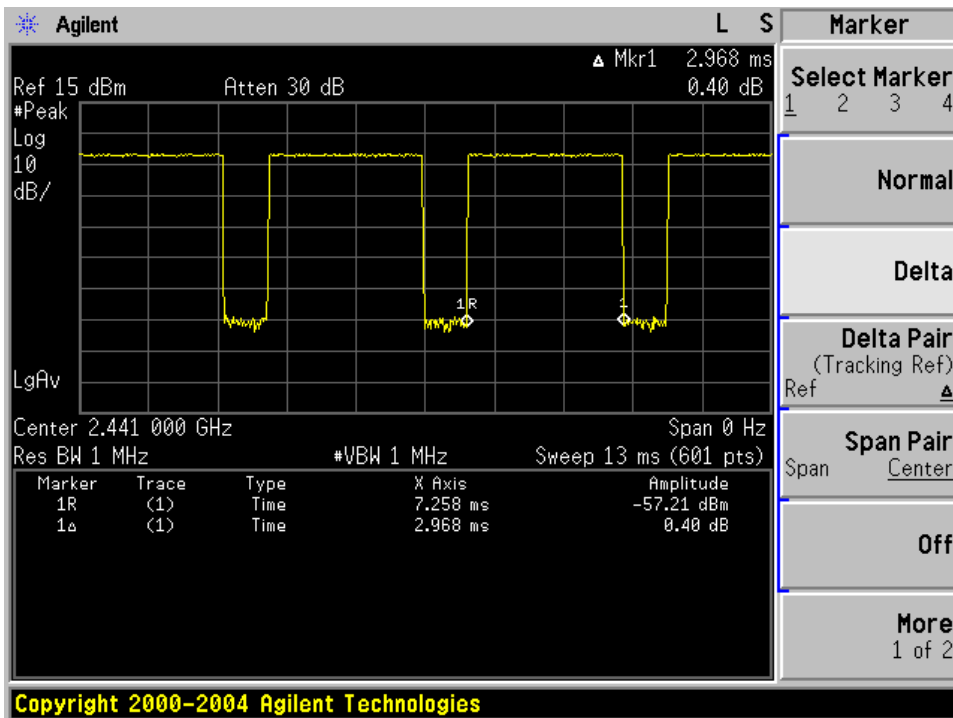 Agilent L S
▵ Mkr1 2.968 ms
Ref 15 dBm Atten 30 dB 0.40 dB
#Peak
Log
10
dB/
1R 1
LgAv
Center 2.441 000 GHz Span 0 Hz
Res BW 1 MHz #VBW 1 MHz Sweep 13 ms (601 pts)
Marker Trace Type X Axis Amplitude
1R (1) Time 7.258 ms -57.21 dBm
1▵ (1) Time 2.968 ms 0.40 dB
Marker
Select Marker
1 2 3 4
Normal
Delta
Delta Pair
(Tracking Ref)
Ref ▵
Span Pair
Span Center
Off
More
1 of 2
Copyright 2000-2004 Agilent Technologies